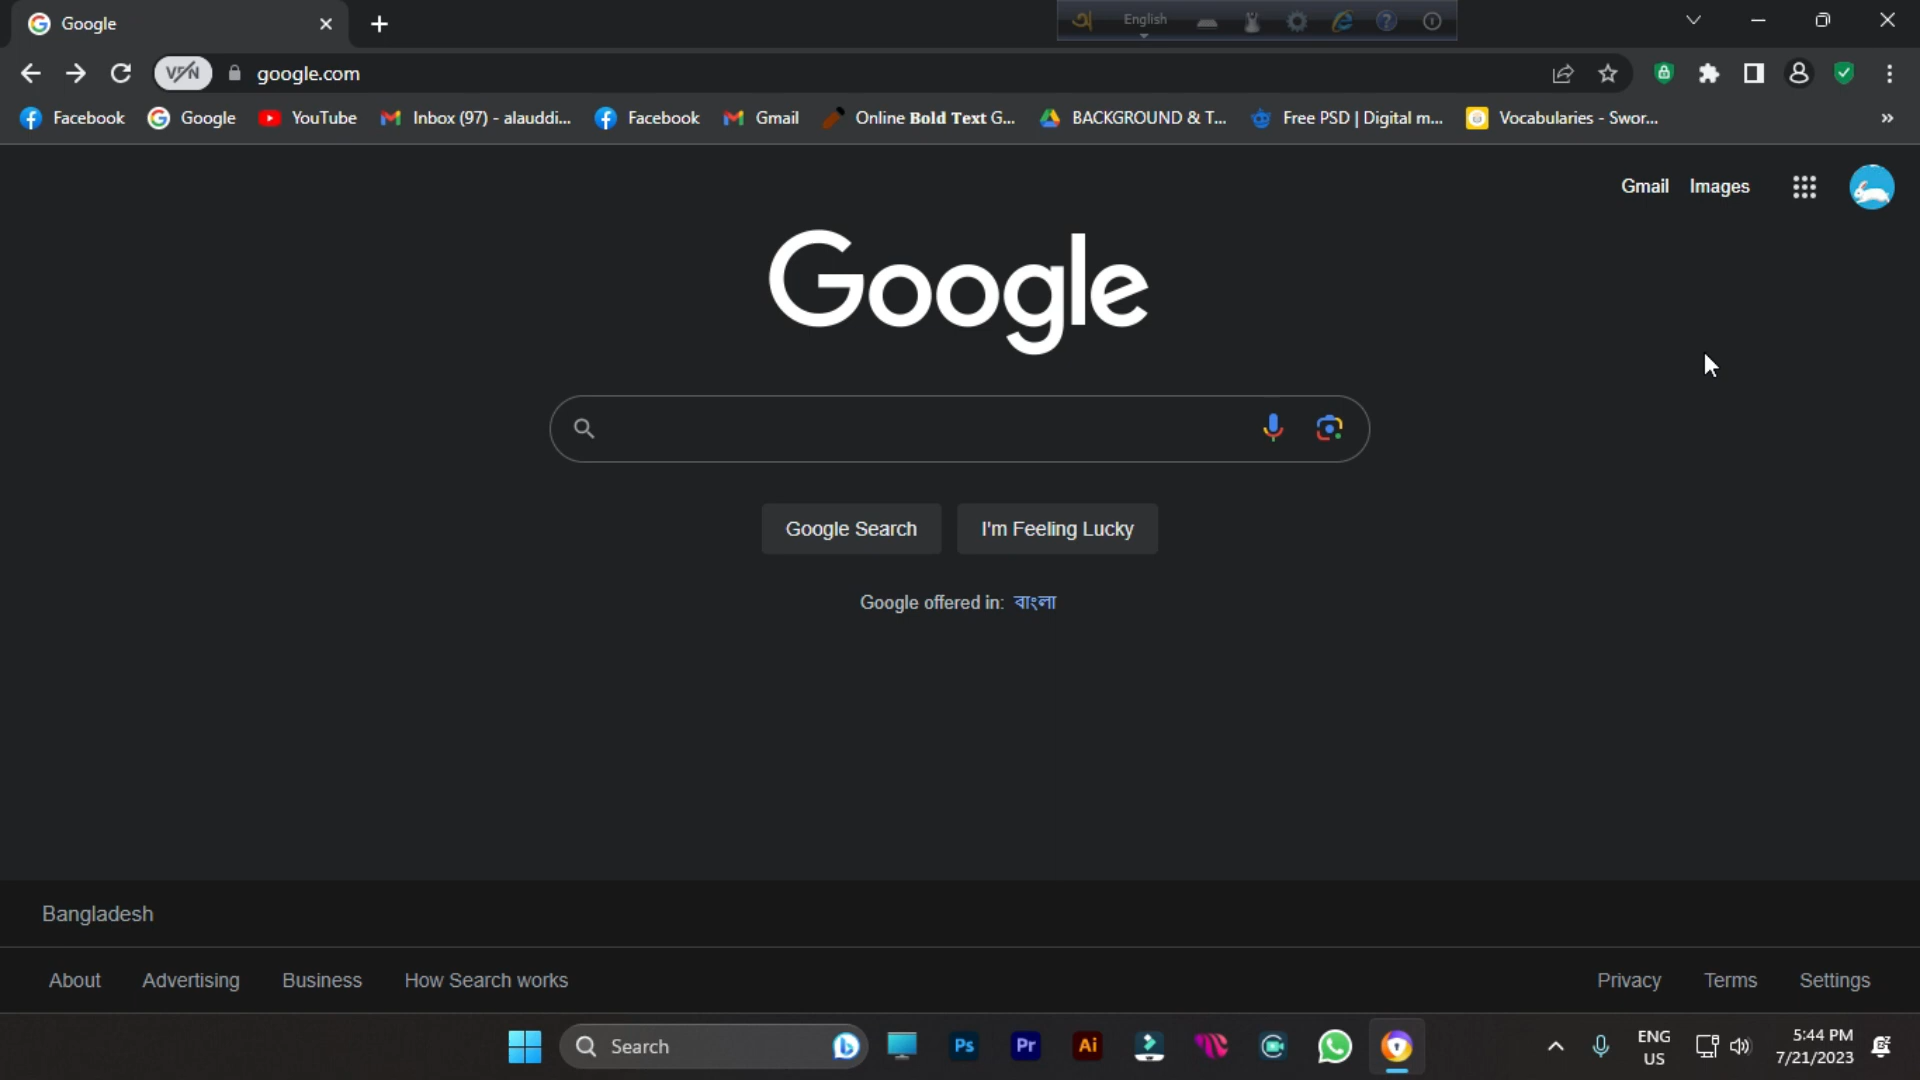 Google
English
VPN
google.com
Facebook
Google
YouTube
Inbox (97) - alauddi...
Facebook
Gmail
Online Bold Text G...
BACKGROUND & T...
Free PSD | Digital m...
Vocabularies - Swor...
Gmail
Images
Google
Google Search
I'm Feeling Lucky
Google offered in: বাংলা
Bangladesh
About
Advertising
Business
How Search works
Privacy
Terms
Settings
Search
Ps
Pr
Ai
ENG
US
5:44 PM
7/21/2023